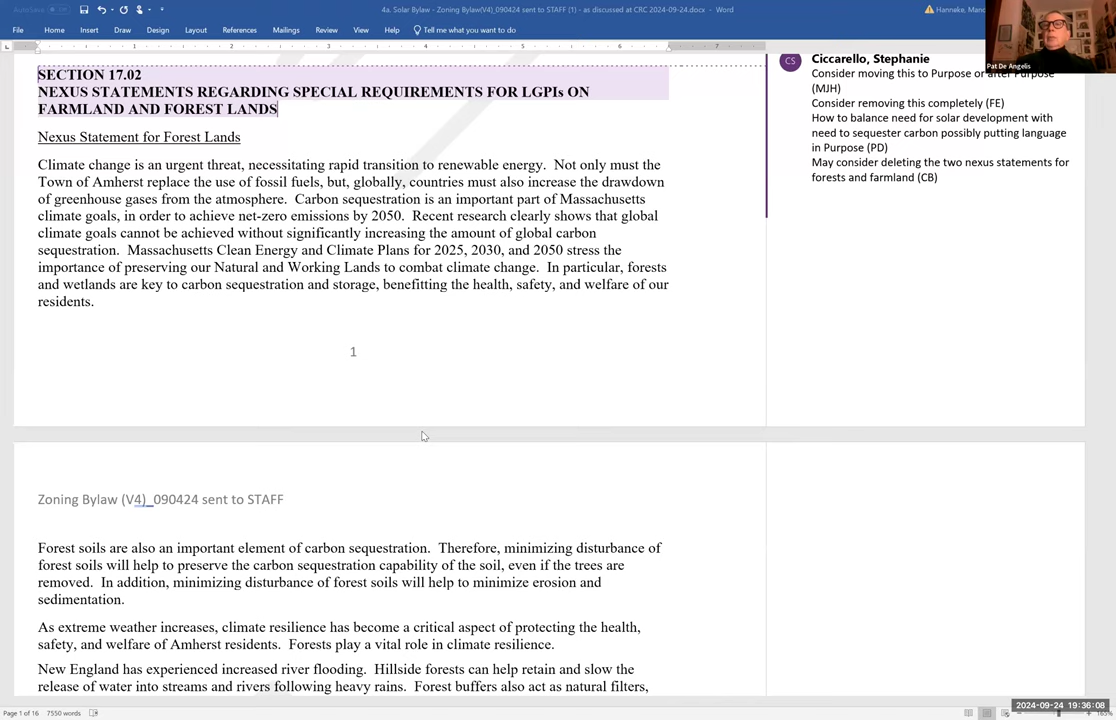 AutoSave
4a. Solar Bylaw - Zoning Bylaw(V4)_090424 sent to STAFF (1) - as discussed at CRC 2024-09-24.docx - Word
Hanneke, Man
File Home Insert Draw Design Layout References Mailings Review View Help Tell me what you want to do
Pat De Angelis
SECTION 17.02
NEXUS STATEMENTS REGARDING SPECIAL REQUIREMENTS FOR LGPIs ON
FARMLAND AND FOREST LANDS
Nexus Statement for Forest Lands
Climate change is an urgent threat, necessitating rapid transition to renewable energy. Not only must the
Town of Amherst replace the use of fossil fuels, but, globally, countries must also increase the drawdown
of greenhouse gases from the atmosphere. Carbon sequestration is an important part of Massachusetts
climate goals, in order to achieve net-zero emissions by 2050. Recent research clearly shows that global
climate goals cannot be achieved without significantly increasing the amount of global carbon
sequestration. Massachusetts Clean Energy and Climate Plans for 2025, 2030, and 2050 stress the
importance of preserving our Natural and Working Lands to combat climate change. In particular, forests
and wetlands are key to carbon sequestration and storage, benefitting the health, safety, and welfare of our
residents.
1
CS Ciccarello, Stephanie
Consider moving this to Purpose or after Purpose
(MJH)
Consider removing this completely (FE)
How to balance need for solar development with
need to sequester carbon possibly putting language
in Purpose (PD)
May consider deleting the two nexus statements for
forests and farmland (CB)
Zoning Bylaw (V4)_090424 sent to STAFF
Forest soils are also an important element of carbon sequestration. Therefore, minimizing disturbance of
forest soils will help to preserve the carbon sequestration capability of the soil, even if the trees are
removed. In addition, minimizing disturbance of forest soils will help to minimize erosion and
sedimentation.
As extreme weather increases, climate resilience has become a critical aspect of protecting the health,
safety, and welfare of Amherst residents. Forests play a vital role in climate resilience.
New England has experienced increased river flooding. Hillside forests can help retain and slow the
release of water into streams and rivers following heavy rains. Forest buffers also act as natural filters,
Page 1 of 16 7550 words
2024-09-24 19:36:08